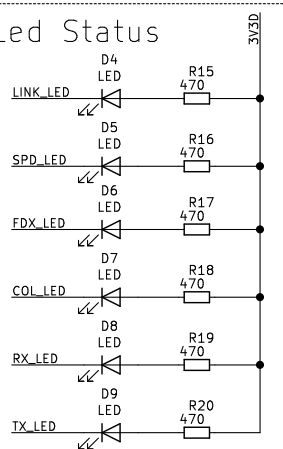 Led Status
3V3D
D4
LED
R15
470
LINK_LED
D5
LED
R16
470
SPD_LED
D6
LED
R17
470
FDX_LED
D7
LED
R18
470
COL_LED
D8
LED
R19
470
RX_LED
D9
LED
R20
470
TX_LED